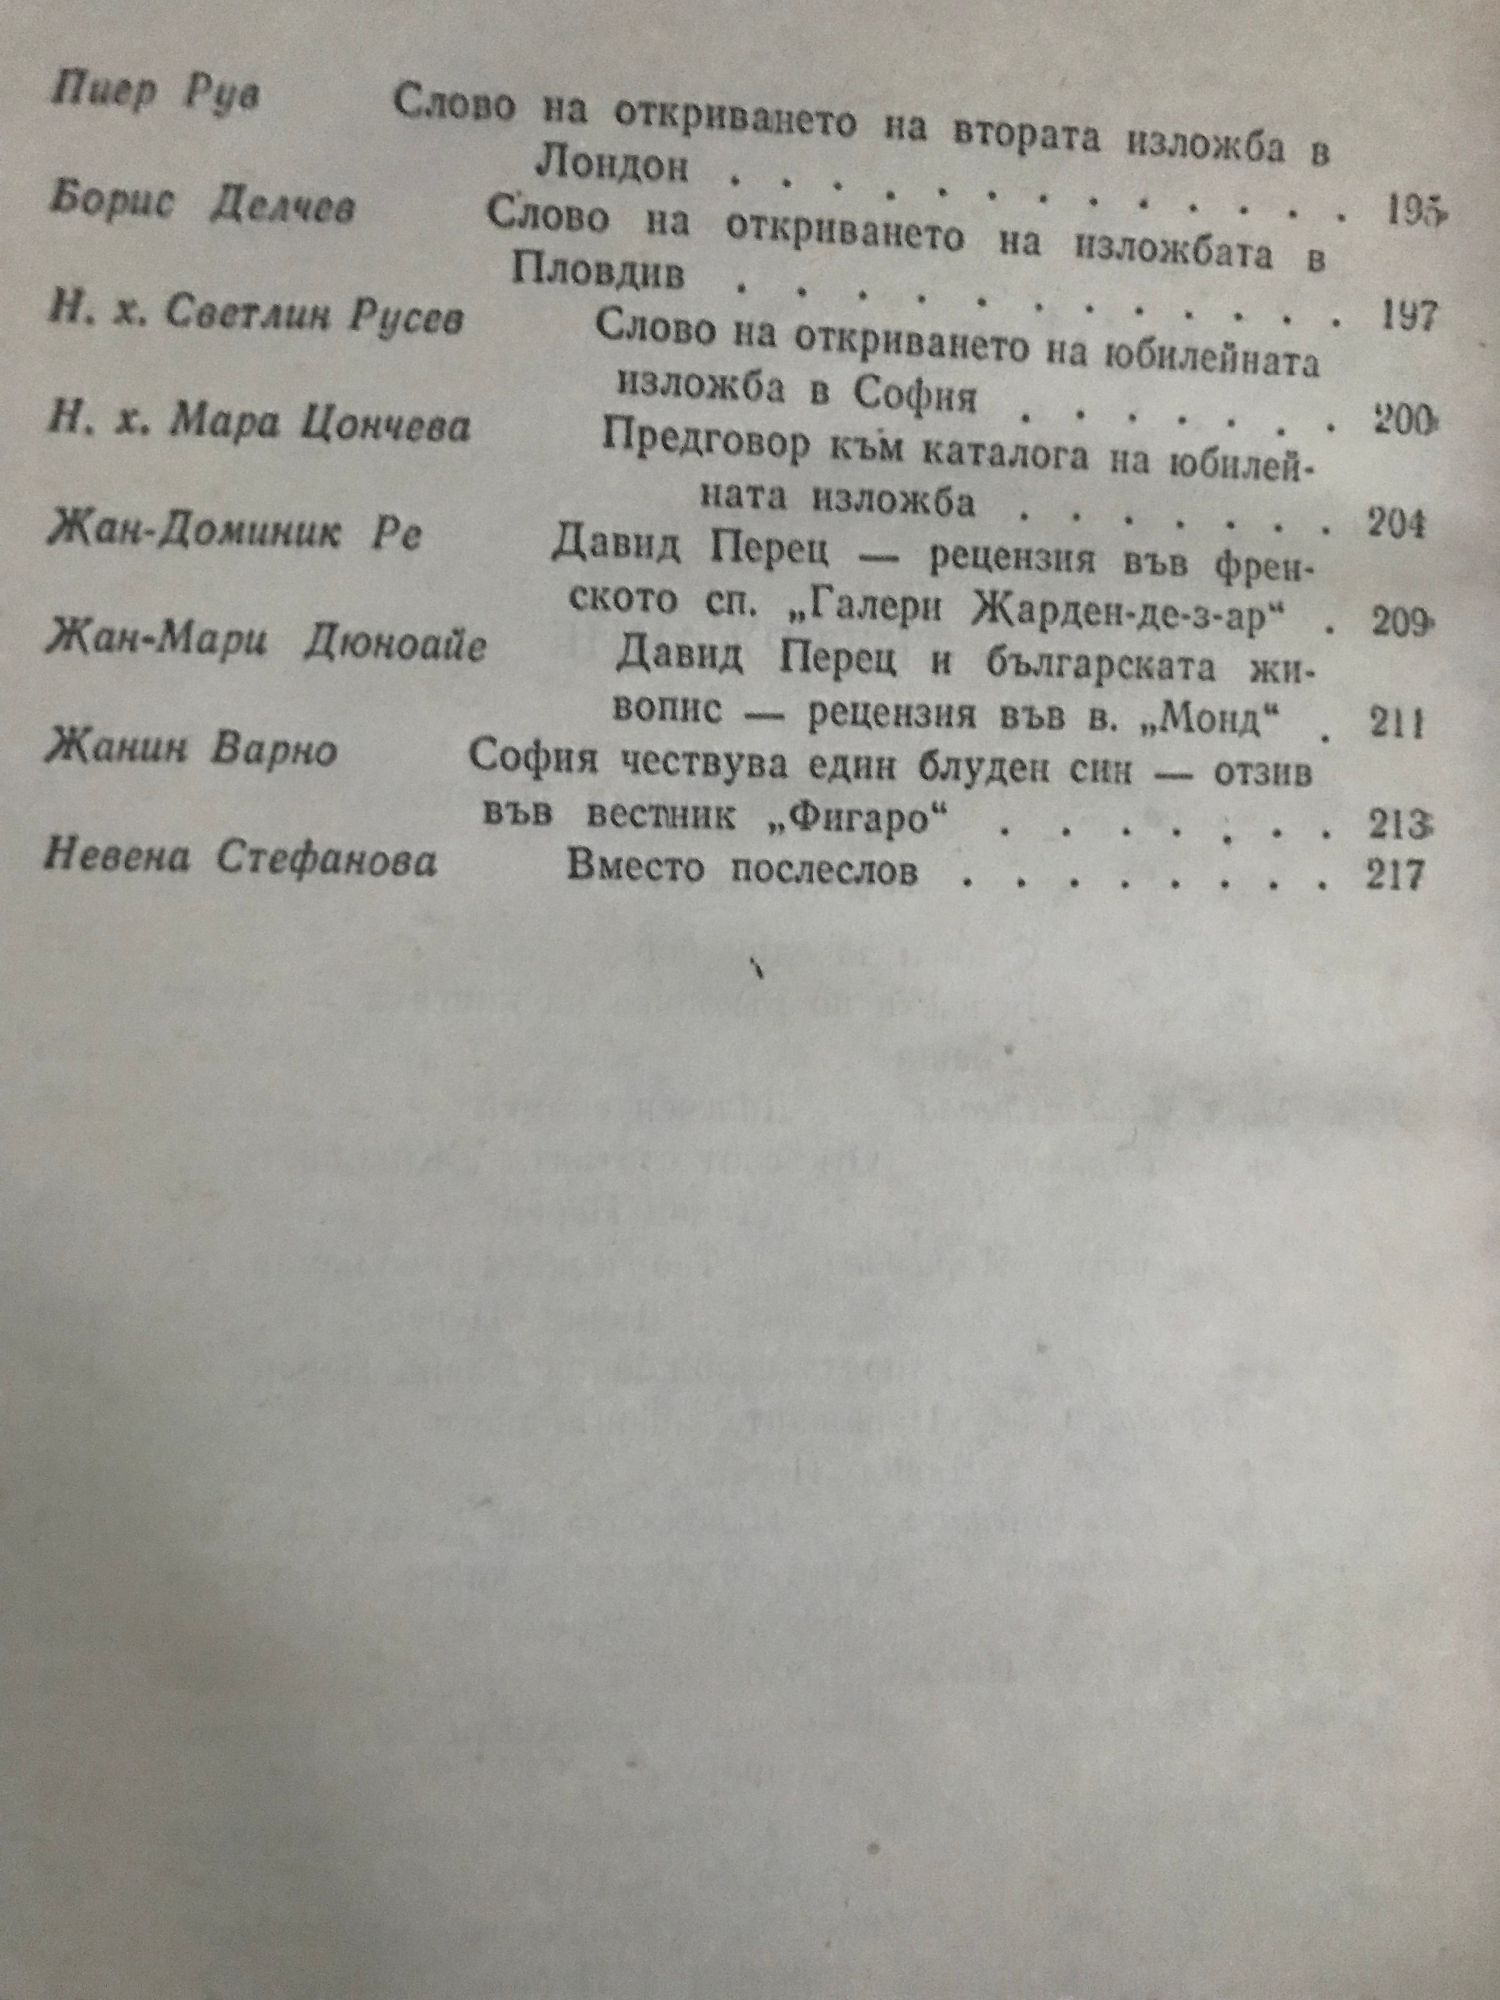 Пиер Рув Слово на откриването на втората изложба в
Лондон . . . . . . . . . . . . . 195
Борис Делчев Слово на откриването на изложбата в
Пловдив . . . . . . . . . . . . 197
Н. х. Светлин Русев Слово на откриването на юбилейната
изложба в София . . . . . . . 200
Н. х. Мара Цончева Предговор към каталога на юбилей-
ната изложба . . . . . . . 204
Жан-Доминик Ре Давид Перец — рецензия във френ-
ското сп. „Галери Жарден-де-з-ар“ . 209
Жан-Мари Дюноайе Давид Перец и българската жи-
вопис — рецензия във в. „Монд“ . 211
Жанин Варно София чествува един блуден син — отзив
във вестник „Фигаро“ . . . . . . . 213
Невена Стефанова Вместо послеслов . . . . . . . . 217